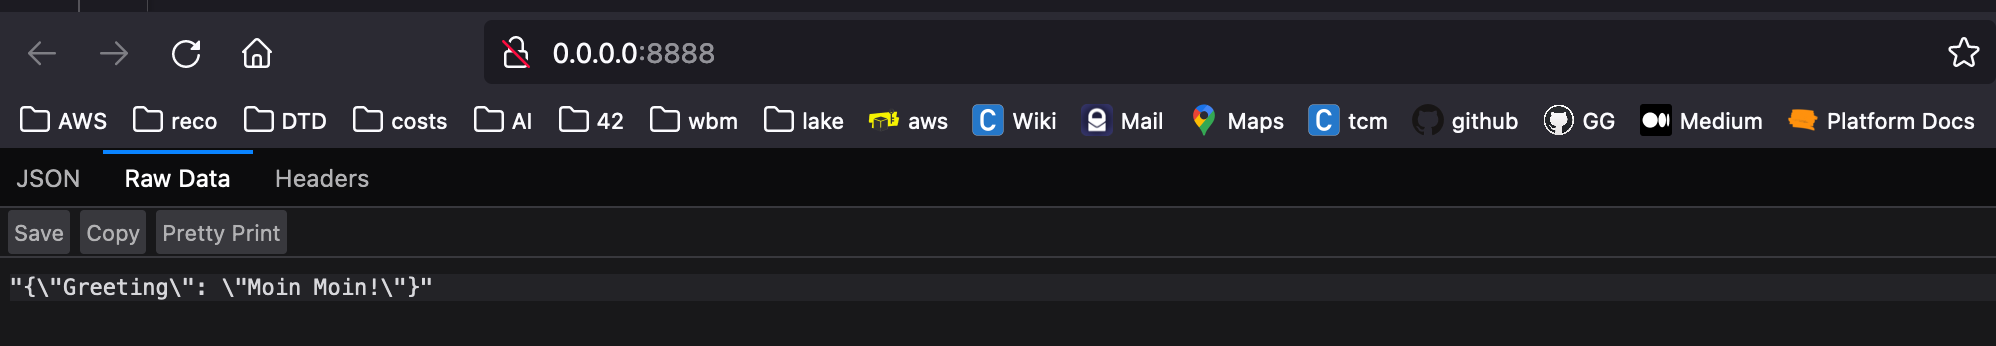 0.0.0.0:8888
AWS reco DTD costs AI 42 wbm lake aws C Wiki Mail Maps C tcm github GG Medium Platform Docs
JSON Raw Data Headers
Save Copy Pretty Print
"{\"Greeting\": \"Moin Moin!\"}"